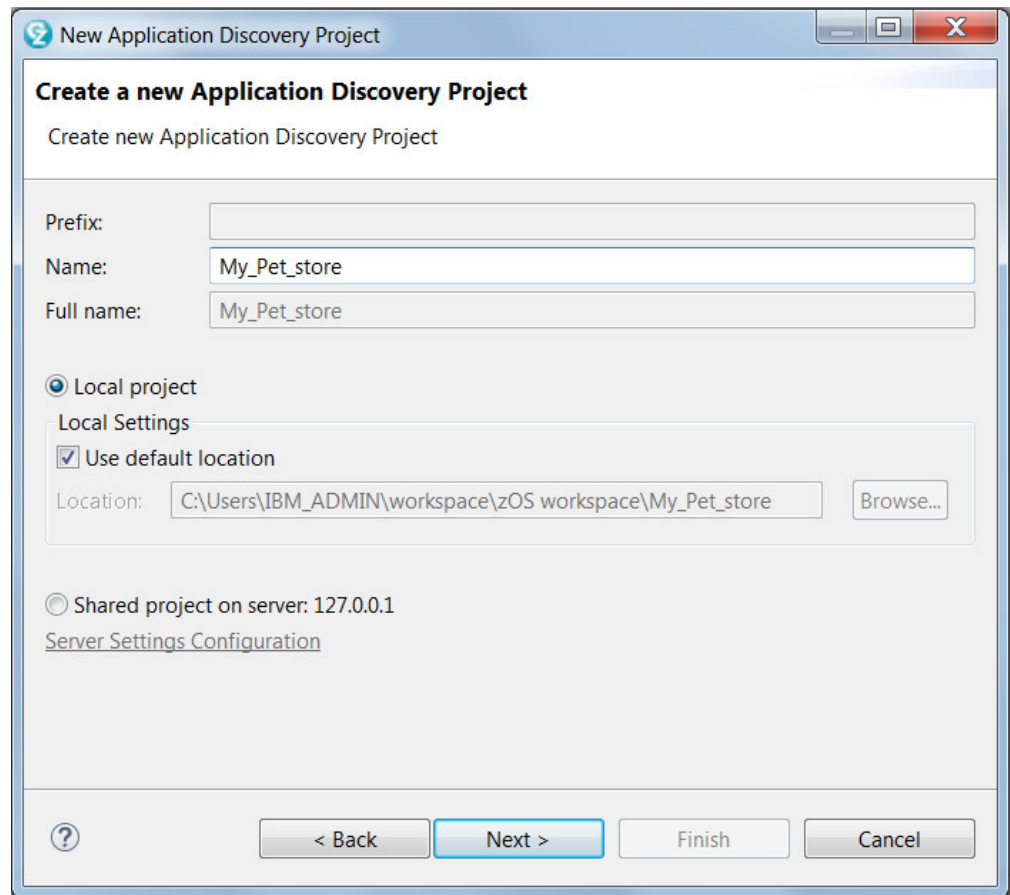 New Application Discovery Project
Create a new Application Discovery Project
Create new Application Discovery Project
Prefix:
Name: My_Pet_store
Full name: My_Pet_store
Local project
Local Settings
Use default location
Location: C:\Users\IBM_ADMIN\workspace\zOS workspace\My_Pet_store Browse...
Shared project on server: 127.0.0.1
Server Settings Configuration
? < Back Next > Finish Cancel